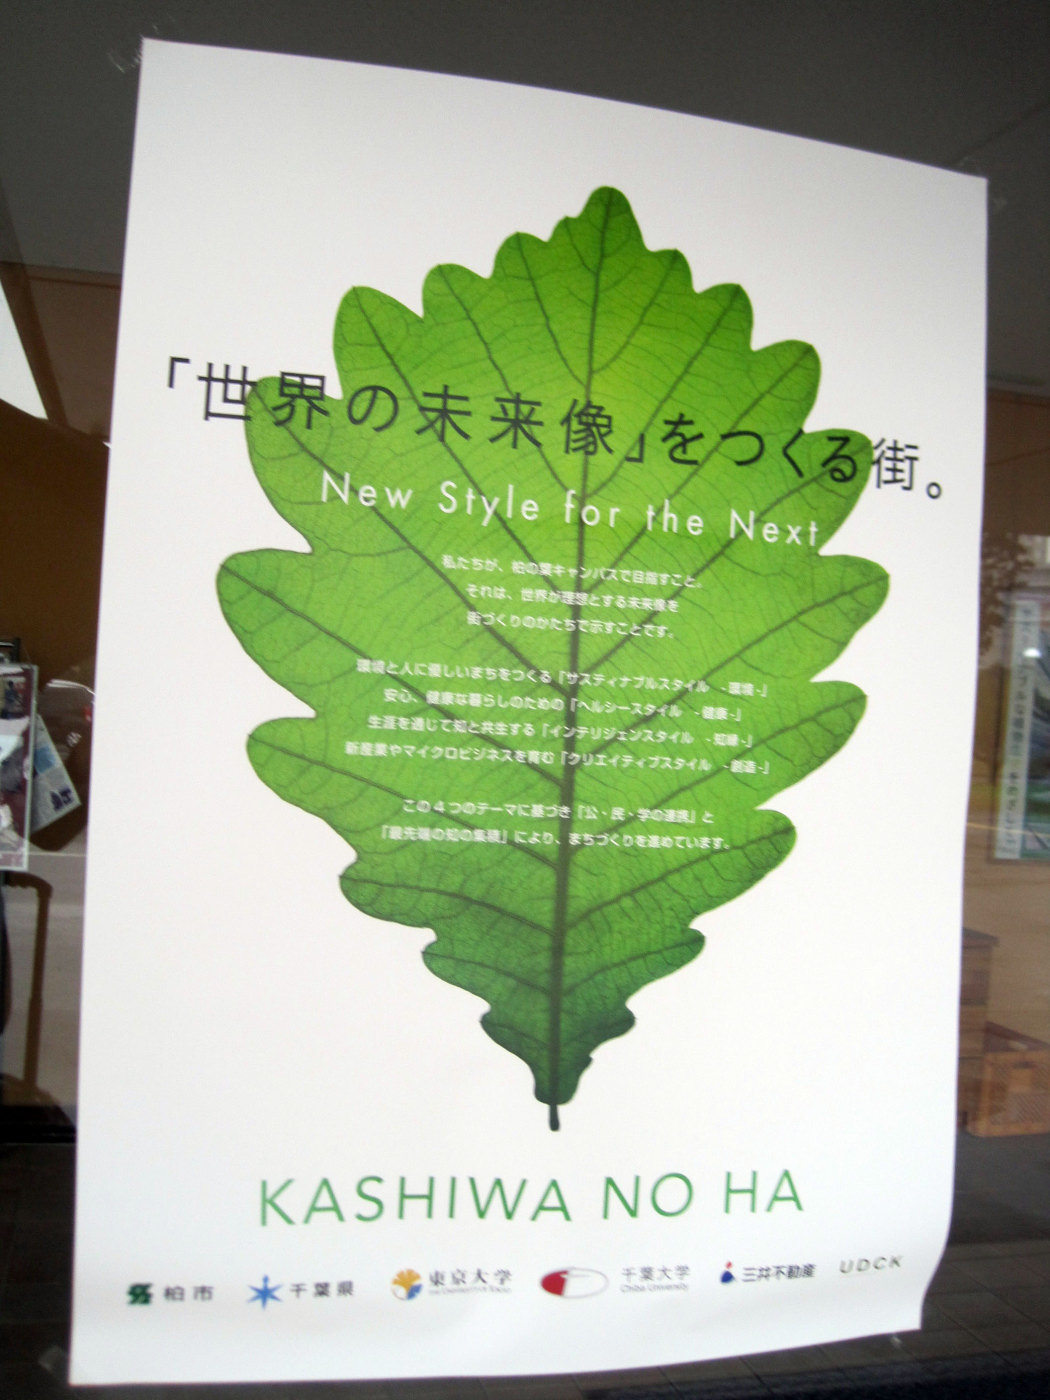 「世界の未来像」をつくる街。
New Style for the Next
私たちが、柏の葉キャンパスで目指すこと。
それは、世界が理想とする未来像を
街づくりのかたちで示すことです。
環境と人に優しいまちをつくる「サスティナブルスタイル -環境-」
安心、健康な暮らしのための「ヘルシースタイル -健康-」
生涯を通じて知と共生する「インテリジェンスタイル -知-」
新産業やマイクロビジネスを育む「クリエイティブスタイル -創造-」
この4つのテーマに基づき「公・民・学の連携」と
「最先端の知の集積」により、まちづくりを進めています。
KASHIWA NO HA
柏市
千葉県
東京大学
THE UNIVERSITY OF TOKYO
千葉大学
Chiba University
三井不動産
UDCK